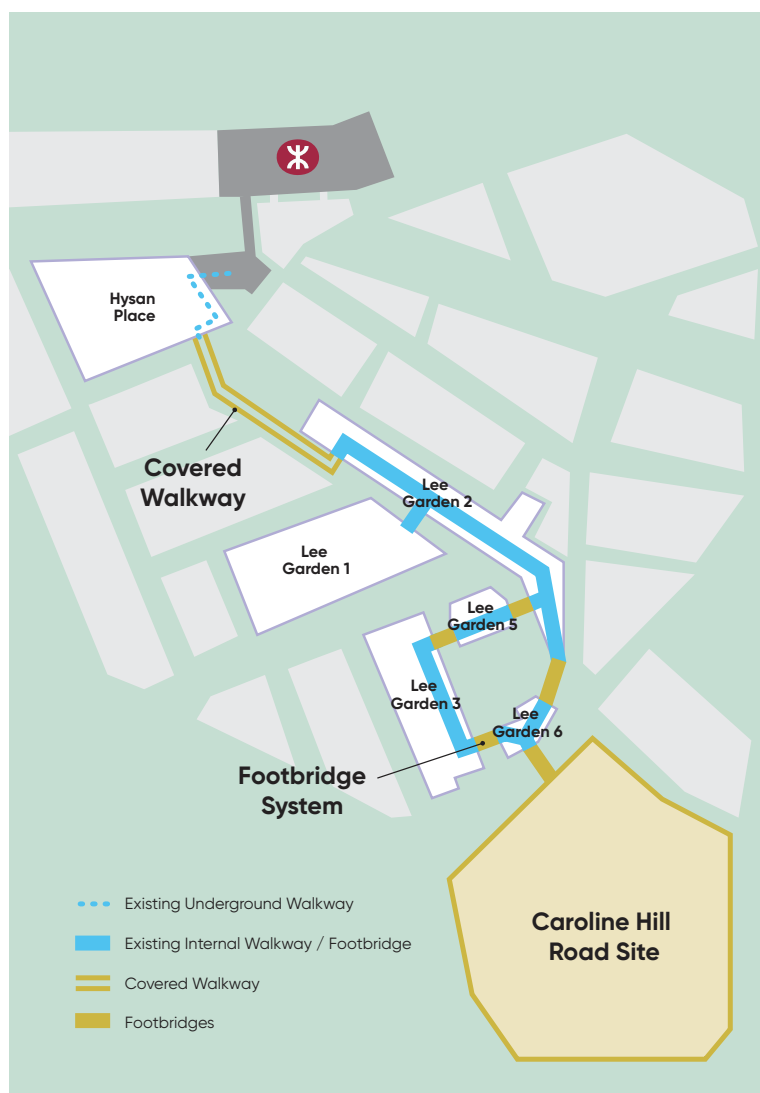 Hysan
Place
Covered
Walkway
Lee
Garden 2
Lee
Garden 1
Lee
Garden 5
Lee
Garden 3
Lee
Garden 6
Footbridge
System
Caroline Hill
Road Site
Existing Underground Walkway
Existing Internal Walkway / Footbridge
Covered Walkway
Footbridges